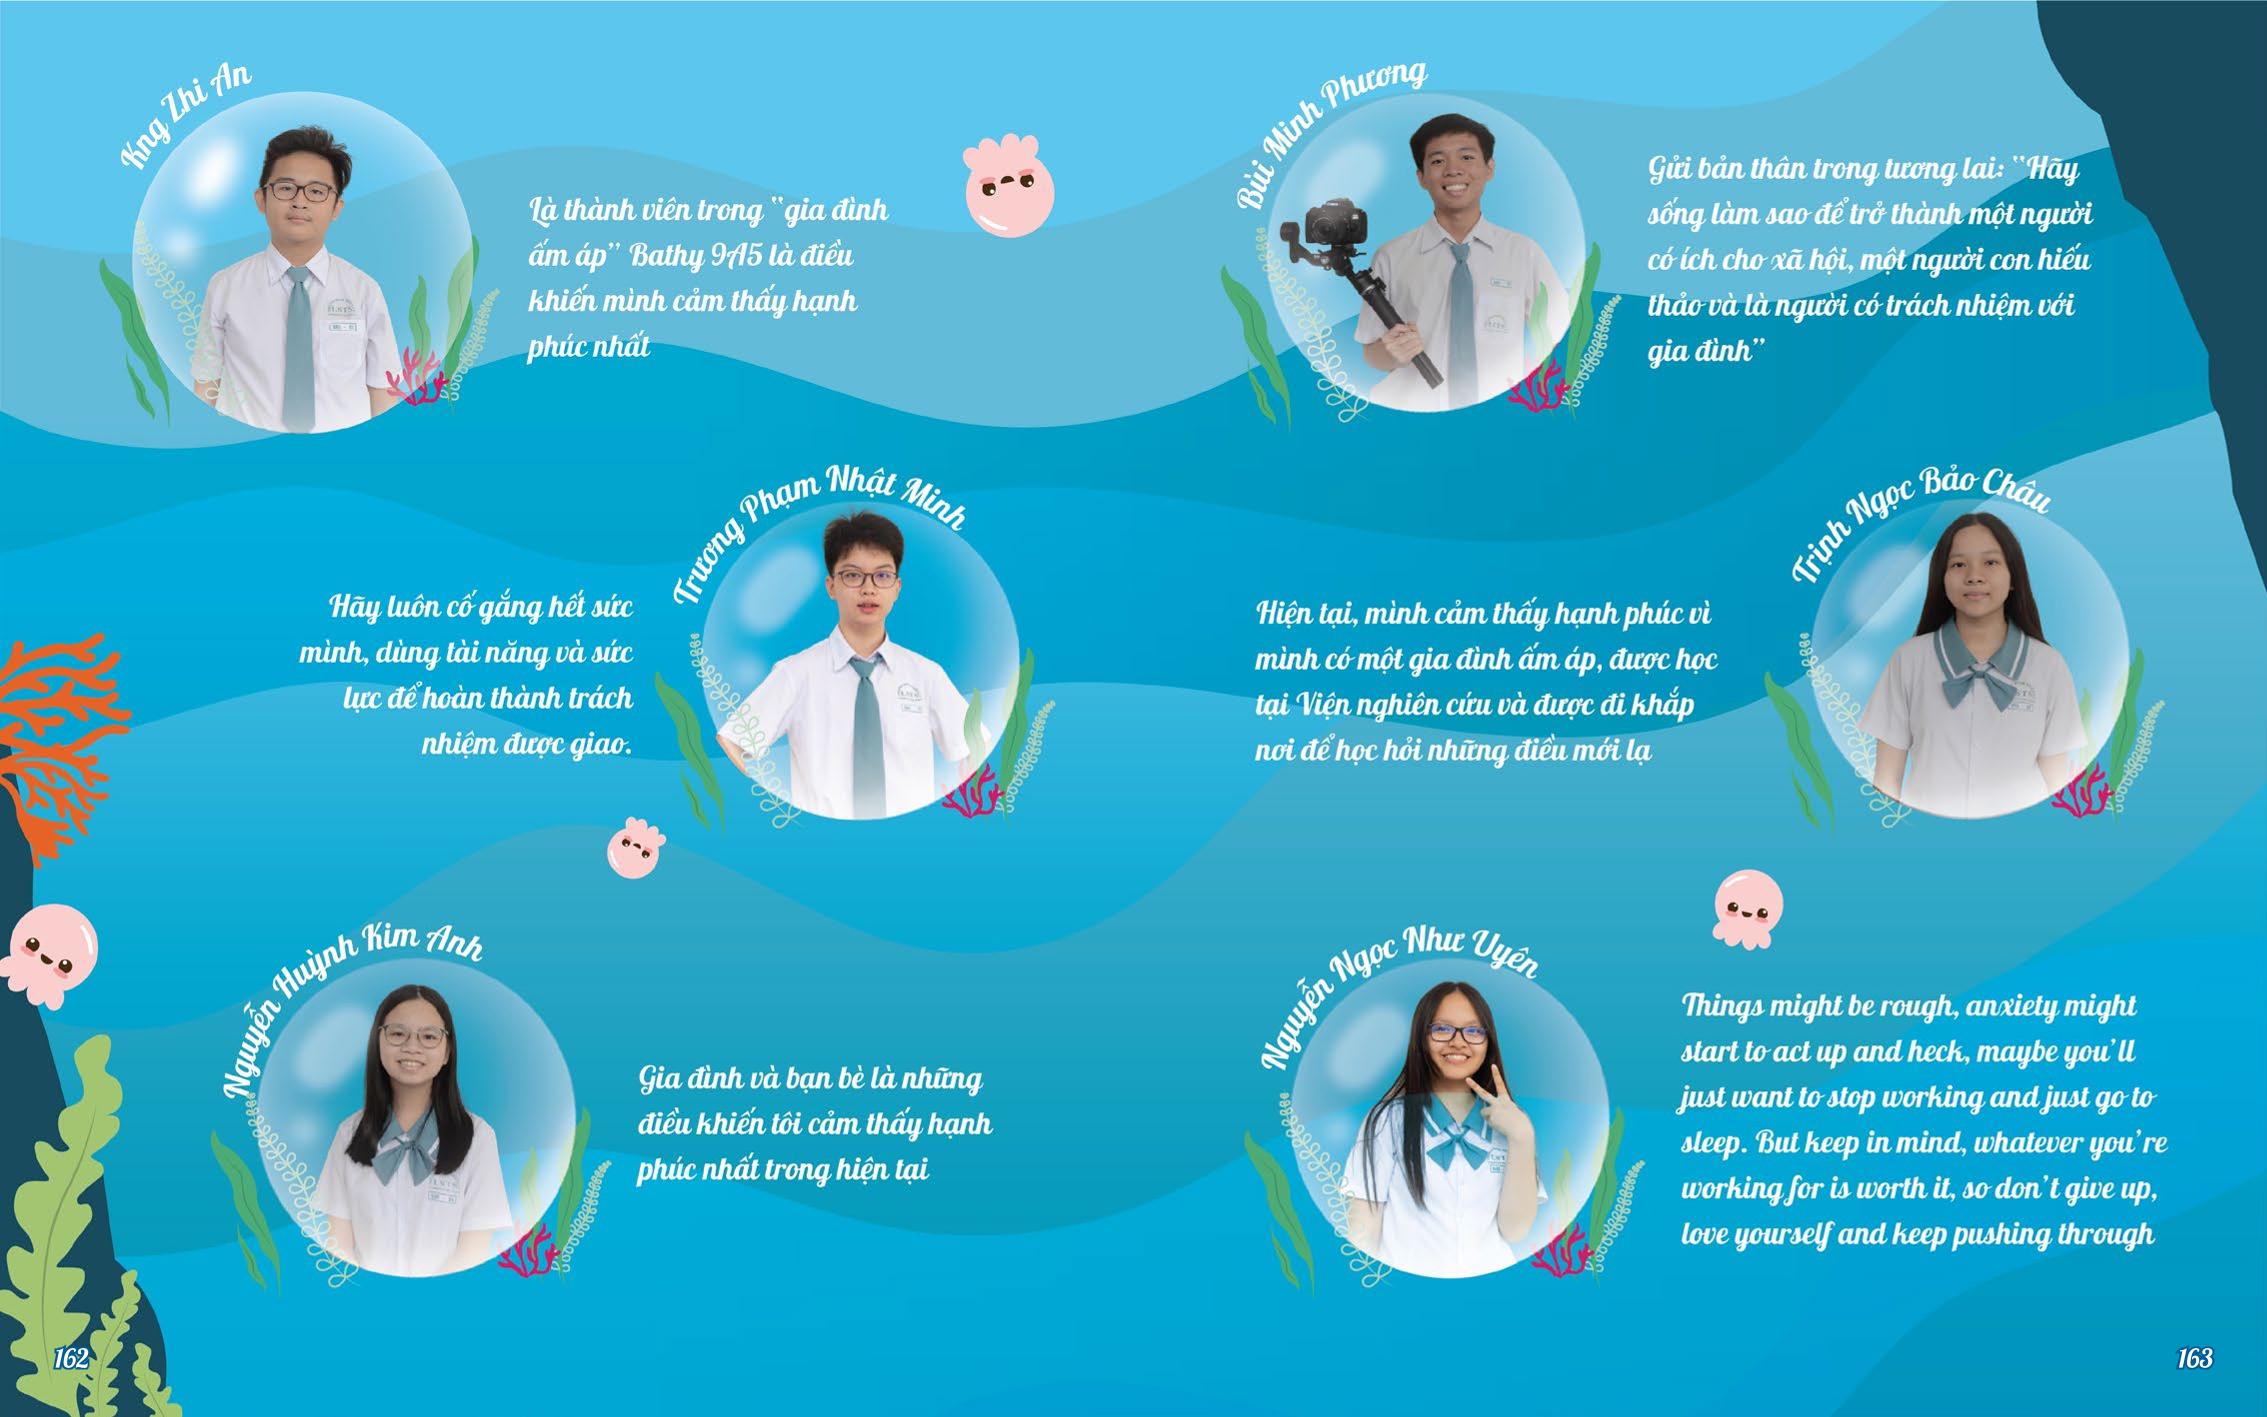 Kng Zhi An
Là thành viên trong “gia đình
ấm áp” Bathy 9A5 là điều
khiến mình cảm thấy hạnh
phúc nhất
Trương Phạm Nhật Minh
Hãy luôn cố gắng hết sức
mình, dùng tài năng và sức
lực để hoàn thành trách
nhiệm được giao.
Nguyễn Huỳnh Kim Anh
Gia đình và bạn bè là những
điều khiến tôi cảm thấy hạnh
phúc nhất trong hiện tại
162
Bùi Minh Phương
Gửi bản thân trong tương lai: “Hãy
sống làm sao để trở thành một người
có ích cho xã hội, một người con hiếu
thảo và là người có trách nhiệm với
gia đình”
Trịnh Ngọc Bảo Châu
Hiện tại, mình cảm thấy hạnh phúc vì
mình có một gia đình ấm áp, được học
tại Viện nghiên cứu và được đi khắp
nơi để học hỏi những điều mới lạ
Nguyễn Ngọc Như Uyên
Things might be rough, anxiety might
start to act up and heck, maybe you’ll
just want to stop working and just go to
sleep. But keep in mind, whatever you’re
working for is worth it, so don’t give up,
love yourself and keep pushing through
163